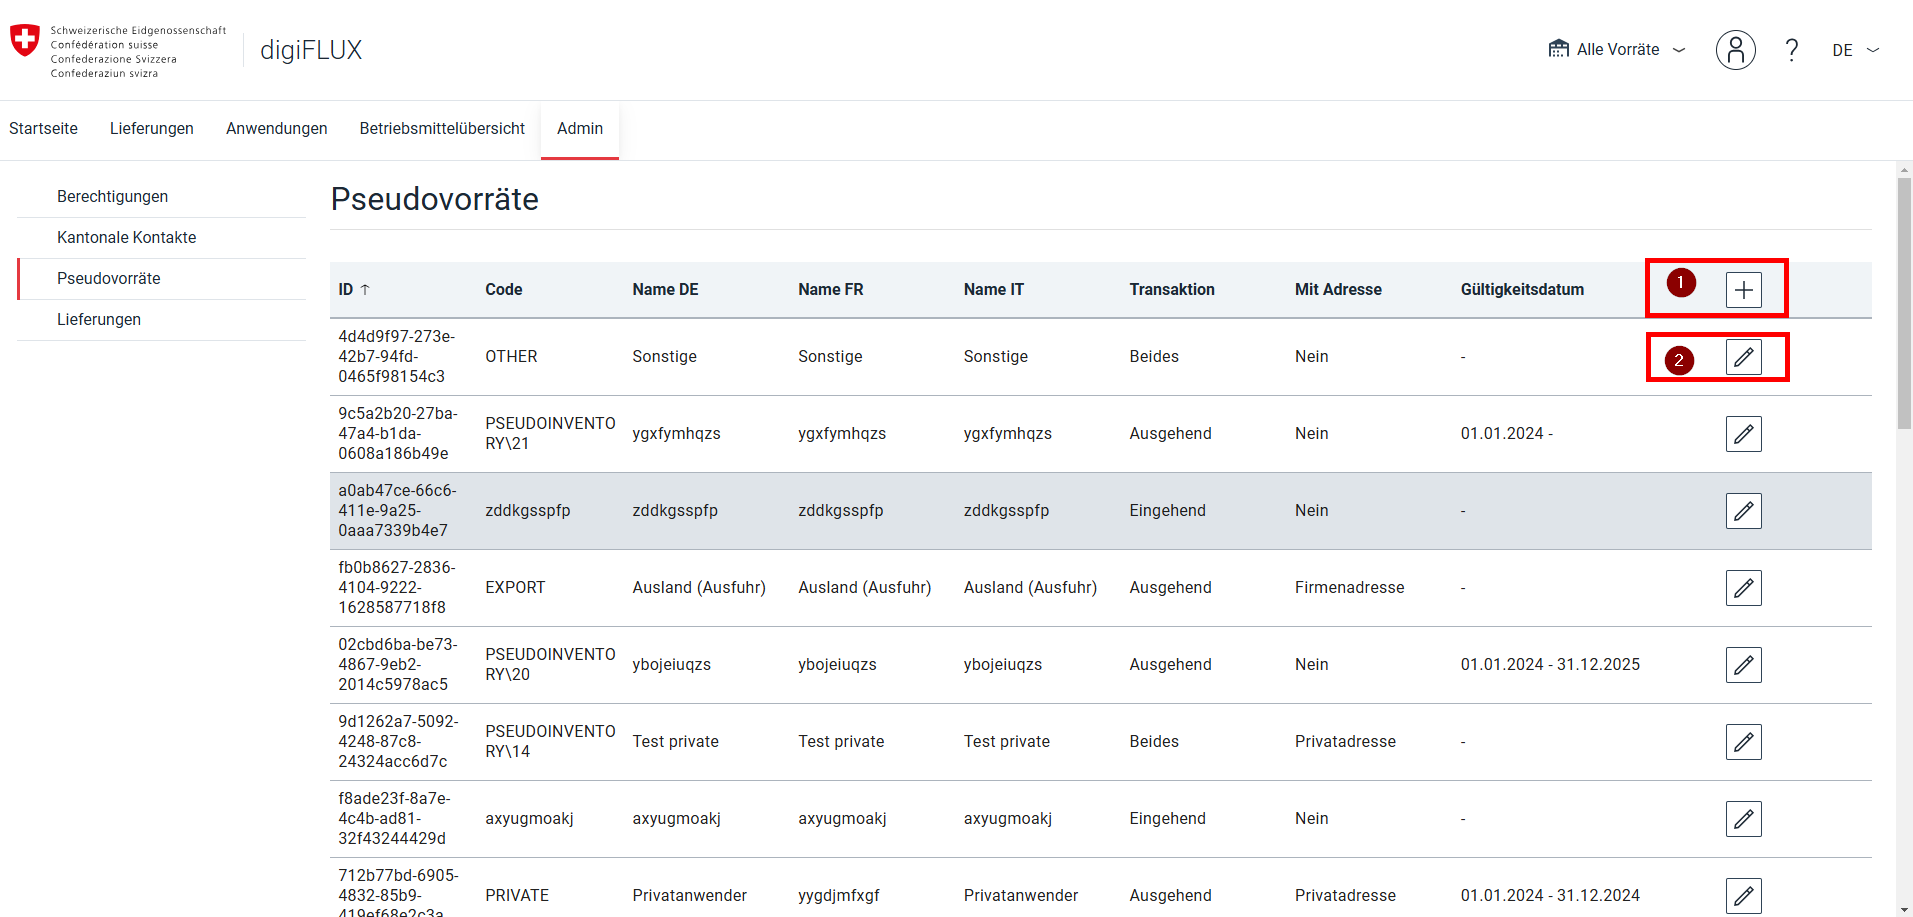 Schweizerische Eidgenossenschaft
Confédération suisse
Confederazione Svizzera
Confederaziun svizra
digiFLUX
Alle Vorräte
?
DE
Startseite Lieferungen Anwendungen Betriebsmittelübersicht Admin
Berechtigungen
Kantonale Kontakte
Pseudovorräte
Lieferungen
Pseudovorräte
ID ↑ Code Name DE Name FR Name IT Transaktion Mit Adresse Gültigkeitsdatum 1 +
4d4d9f97-273e-
42b7-94fd- OTHER Sonstige Sonstige Sonstige Beides Nein - 2
0465f98154c3
9c5a2b20-27ba-
PSEUDOINVENTO
47a4-b1da- ygxfymhqzs ygxfymhqzs ygxfymhqzs Ausgehend Nein 01.01.2024 -
RY\21
0608a186b49e
a0ab47ce-66c6-
411e-9a25- zddkgsspfp zddkgsspfp zddkgsspfp zddkgsspfp Eingehend Nein -
0aaa7339b4e7
fb0b8627-2836-
4104-9222- EXPORT Ausland (Ausfuhr) Ausland (Ausfuhr) Ausland (Ausfuhr) Ausgehend Firmenadresse -
1628587718f8
02cbd6ba-be73-
PSEUDOINVENTO
4867-9eb2- ybojeiuqzs ybojeiuqzs ybojeiuqzs Ausgehend Nein 01.01.2024 - 31.12.2025
RY\20
2014c5978ac5
9d1262a7-5092-
PSEUDOINVENTO
4248-87c8- Test private Test private Test private Beides Privatadresse -
RY\14
24324acc6d7c
f8ade23f-8a7e-
4c4b-ad81- axyugmoakj axyugmoakj axyugmoakj axyugmoakj Eingehend Nein -
32f43244429d
712b77bd-6905-
4832-85b9- PRIVATE Privatanwender yygdjmfxgf Privatanwender Ausgehend Privatadresse 01.01.2024 - 31.12.2024
419ef68e2c3a